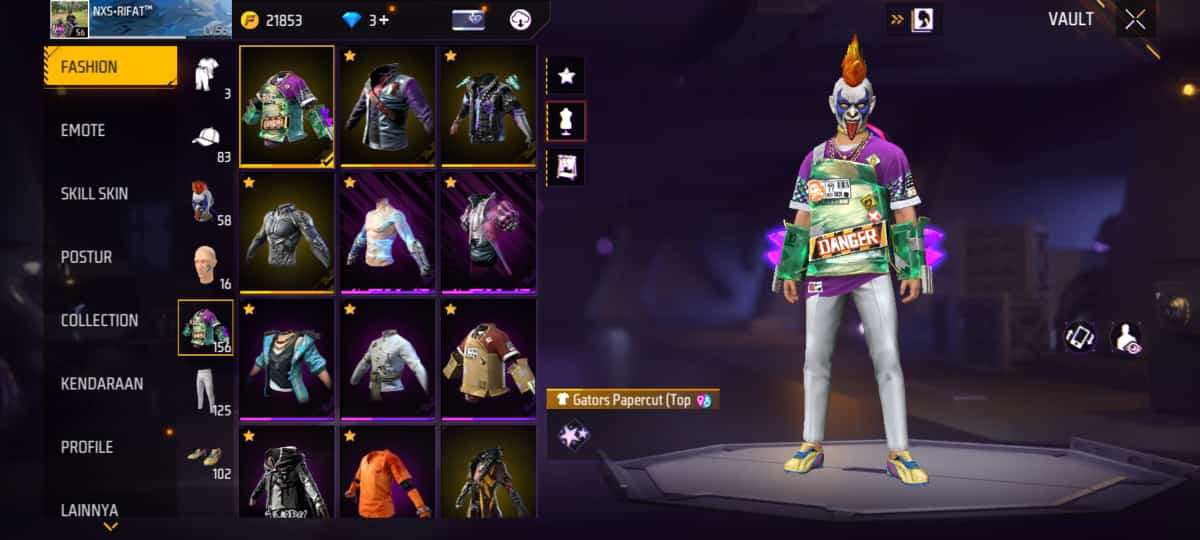 NXS•RIFAT™
56
21853
3+
VAULT
FASHION
3
EMOTE
83
SKILL SKIN
58
POSTUR
16
COLLECTION
156
KENDARAAN
125
PROFILE
102
LAINNYA
DANGER
Gators Papercut (Top